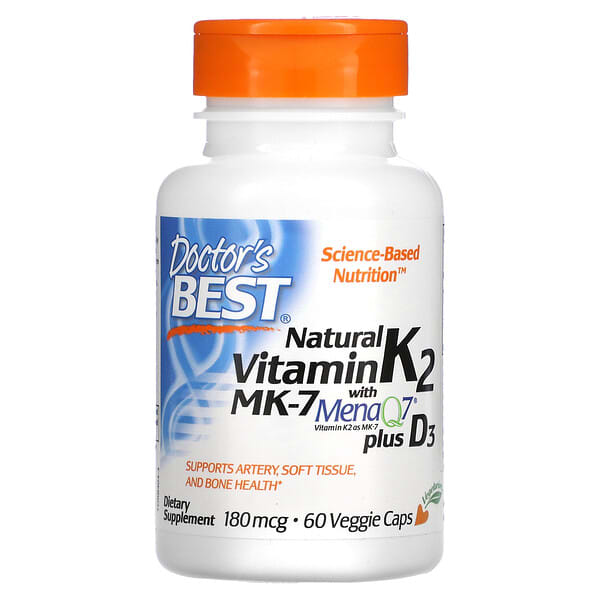 Doctor's
BEST®
Science-Based
Nutrition™
Natural
Vitamin K2
MK-7 with MenaQ7®
Vitamin K2 as MK-7
plus D3
SUPPORTS ARTERY, SOFT TISSUE,
AND BONE HEALTH*
Dietary
Supplement
180 mcg • 60 Veggie Caps
Vegetarian